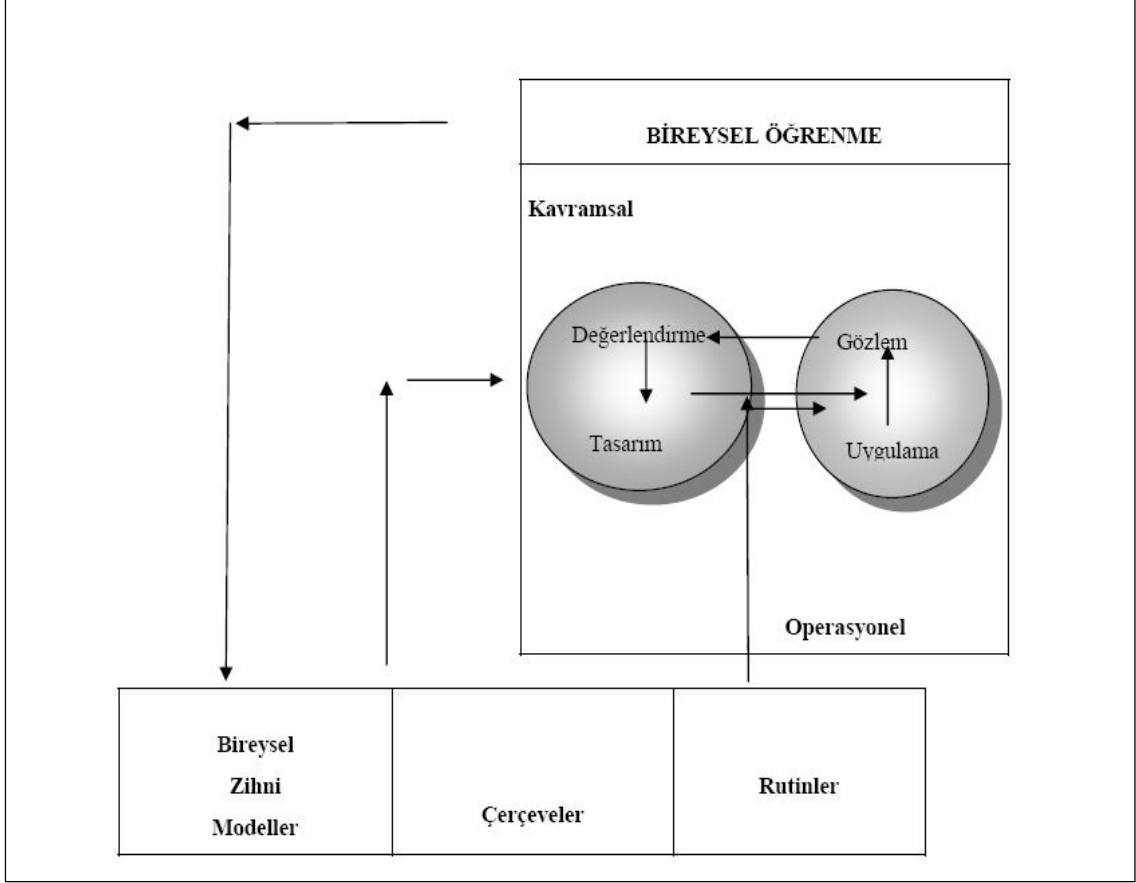 BİREYSEL ÖĞRENME
Kavramsal
Değerlendirme
Gözlem
Tasarım
Uygulama
Operasyonel
Bireysel
Zihni
Modeller
Çerçeveler
Rutinler